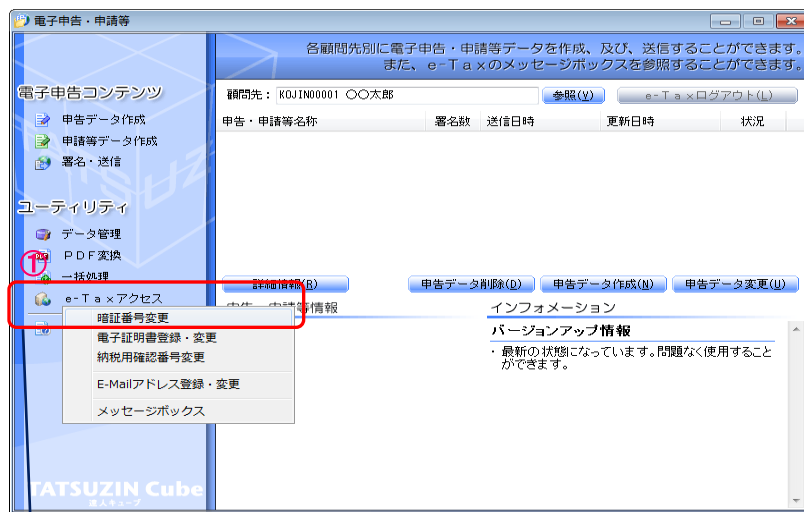 電子申告・申請等
各顧問先別に電子申告・申請等データを作成、及び、送信することができます。
また、e-Taxのメッセージボックスを参照することができます。
電子申告コンテンツ
申告データ作成
申請等データ作成
署名・送信
ユーティリティ
データ管理
PDF変換
①
一括処理
e-Taxアクセス
暗証番号変更
電子証明書登録・変更
納税用確認番号変更
E-Mailアドレス登録・変更
メッセージボックス
TATSUZIN Cube
達人キューブ
顧問先： KOJIN00001 〇〇太郎 参照(V) e-Taxログアウト(L)
申告・申請等名称 署名数 送信日時 更新日時 状況
詳細情報(R) 申告データ削除(D) 申告データ作成(N) 申告データ変更(U)
申告・申請等情報
インフォメーション
バージョンアップ情報
・最新の状態になっています。問題なく使用すること
ができます。